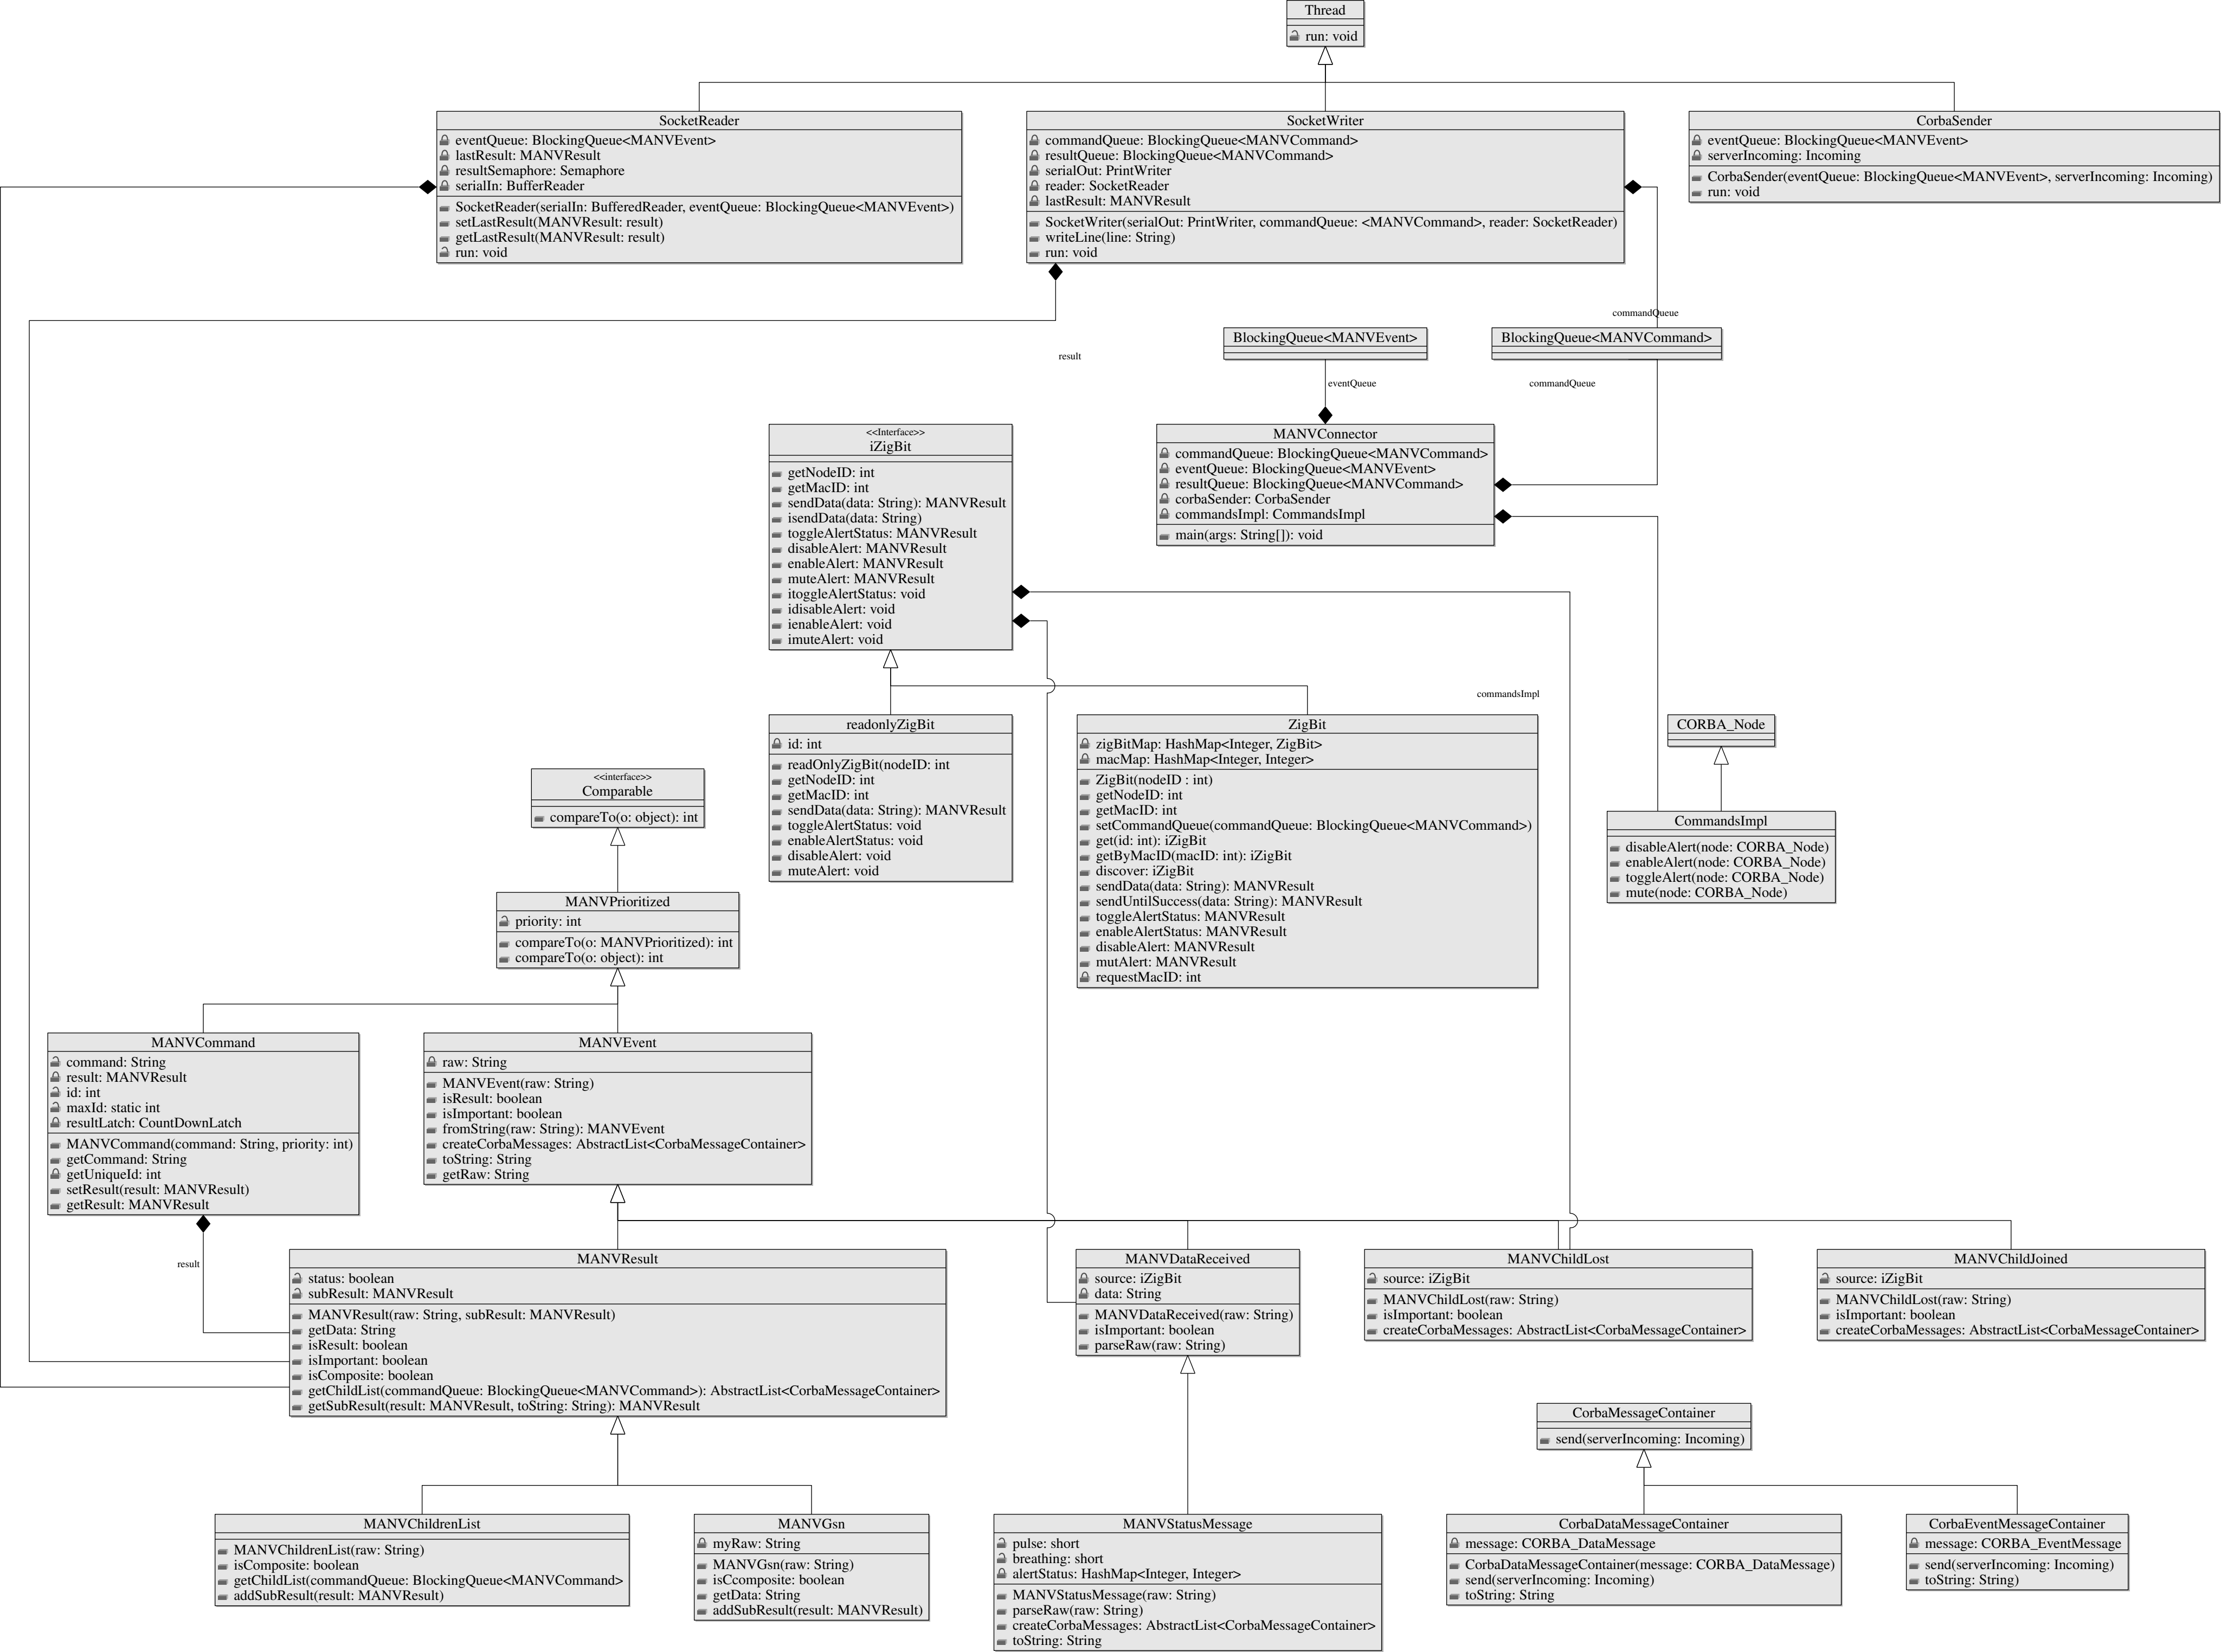 Thread
run: void
SocketReader
eventQueue: BlockingQueue<MANVEvent>
lastResult: MANVResult
resultSemaphore: Semaphore
serialIn: BufferReader
SocketReader(serialIn: BufferedReader, eventQueue: BlockingQueue<MANVEvent>)
setLastResult(MANVResult: result)
getLastResult(MANVResult: result)
run: void
SocketWriter
commandQueue: BlockingQueue<MANVCommand>
resultQueue: BlockingQueue<MANVCommand>
serialOut: PrintWriter
reader: SocketReader
lastResult: MANVResult
SocketWriter(serialOut: PrintWriter, commandQueue: <MANVCommand>, reader: SocketReader)
writeLine(line: String)
run: void
CorbaSender
eventQueue: BlockingQueue<MANVEvent>
serverIncoming: Incoming
CorbaSender(eventQueue: BlockingQueue<MANVEvent>, serverIncoming: Incoming)
run: void
commandQueue
BlockingQueue<MANVEvent>
BlockingQueue<MANVCommand>
result
eventQueue
commandQueue
<<Interface>>
iZigBit
getNodeID: int
getMacID: int
sendData(data: String): MANVResult
isendData(data: String)
toggleAlertStatus: MANVResult
disableAlert: MANVResult
enableAlert: MANVResult
muteAlert: MANVResult
itoggleAlertStatus: void
idisableAlert: void
ienableAlert: void
imuteAlert: void
MANVConnector
commandQueue: BlockingQueue<MANVCommand>
eventQueue: BlockingQueue<MANVEvent>
resultQueue: BlockingQueue<MANVCommand>
corbaSender: CorbaSender
commandsImpl: CommandsImpl
main(args: String[]): void
commandsImpl
readonlyZigBit
id: int
readOnlyZigBit(nodeID: int
getNodeID: int
getMacID: int
sendData(data: String): MANVResult
toggleAlertStatus: void
enableAlertStatus: void
disableAlert: void
muteAlert: void
ZigBit
zigBitMap: HashMap<Integer, ZigBit>
macMap: HashMap<Integer, Integer>
ZigBit(nodeID : int)
getNodeID: int
getMacID: int
setCommandQueue(commandQueue: BlockingQueue<MANVCommand>)
get(id: int): iZigBit
getByMacID(macID: int): iZigBit
discover: iZigBit
sendData(data: String): MANVResult
sendUntilSuccess(data: String): MANVResult
toggleAlertStatus: MANVResult
enableAlertStatus: MANVResult
disableAlert: MANVResult
mutAlert: MANVResult
requestMacID: int
CORBA_Node
CommandsImpl
disableAlert(node: CORBA_Node)
enableAlert(node: CORBA_Node)
toggleAlert(node: CORBA_Node)
mute(node: CORBA_Node)
<<interface>>
Comparable
compareTo(o: object): int
MANVPrioritized
priority: int
compareTo(o: MANVPrioritized): int
compareTo(o: object): int
MANVCommand
command: String
result: MANVResult
id: int
maxId: static int
resultLatch: CountDownLatch
MANVCommand(command: String, priority: int)
getCommand: String
getUniqueId: int
setResult(result: MANVResult)
getResult: MANVResult
MANVEvent
raw: String
MANVEvent(raw: String)
isResult: boolean
isImportant: boolean
fromString(raw: String): MANVEvent
createCorbaMessages: AbstractList<CorbaMessageContainer>
toString: String
getRaw: String
result
MANVResult
status: boolean
subResult: MANVResult
MANVResult(raw: String, subResult: MANVResult)
getData: String
isResult: boolean
isImportant: boolean
isComposite: boolean
getChildList(commandQueue: BlockingQueue<MANVCommand>): AbstractList<CorbaMessageContainer>
getSubResult(result: MANVResult, toString: String): MANVResult
MANVDataReceived
source: iZigBit
data: String
MANVDataReceived(raw: String)
isImportant: boolean
parseRaw(raw: String)
MANVChildLost
source: iZigBit
MANVChildLost(raw: String)
isImportant: boolean
createCorbaMessages: AbstractList<CorbaMessageContainer>
MANVChildJoined
source: iZigBit
MANVChildLost(raw: String)
isImportant: boolean
createCorbaMessages: AbstractList<CorbaMessageContainer>
CorbaMessageContainer
send(serverIncoming: Incoming)
MANVChildrenList
MANVChildrenList(raw: String)
isComposite: boolean
getChildList(commandQueue: BlockingQueue<MANVCommand>
addSubResult(result: MANVResult)
MANVGsn
myRaw: String
MANVGsn(raw: String)
isCcomposite: boolean
getData: String
addSubResult(result: MANVResult)
MANVStatusMessage
pulse: short
breathing: short
alertStatus: HashMap<Integer, Integer>
MANVStatusMessage(raw: String)
parseRaw(raw: String)
createCorbaMessages: AbstractList<CorbaMessageContainer>
toString: String
CorbaDataMessageContainer
message: CORBA_DataMessage
CorbaDataMessageContainer(message: CORBA_DataMessage)
send(serverIncoming: Incoming)
toString: String
CorbaEventMessageContainer
message: CORBA_EventMessage
send(serverIncoming: Incoming)
toString: String)